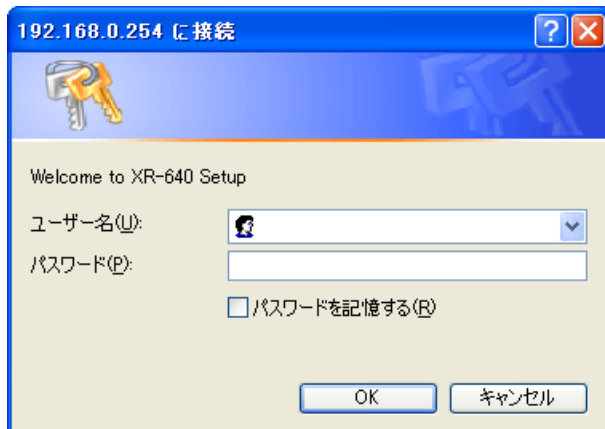 192.168.0.254 に接続
Welcome to XR-640 Setup
ユーザー名(U):
パスワード(P):
パスワードを記憶する(R)
OK キャンセル